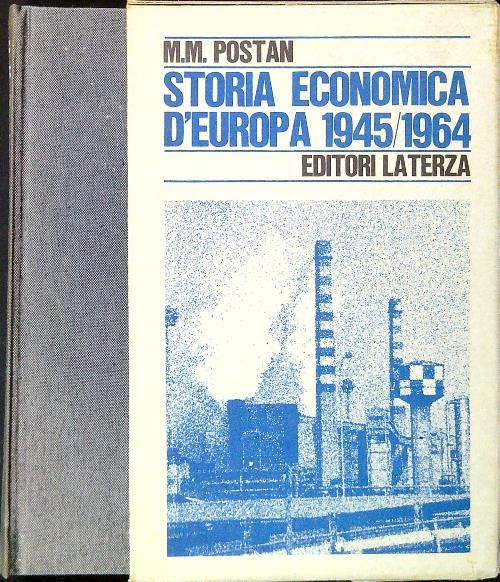 M.M. POSTAN
STORIA ECONOMICA
D'EUROPA 1945/1964
EDITORI LATERZA